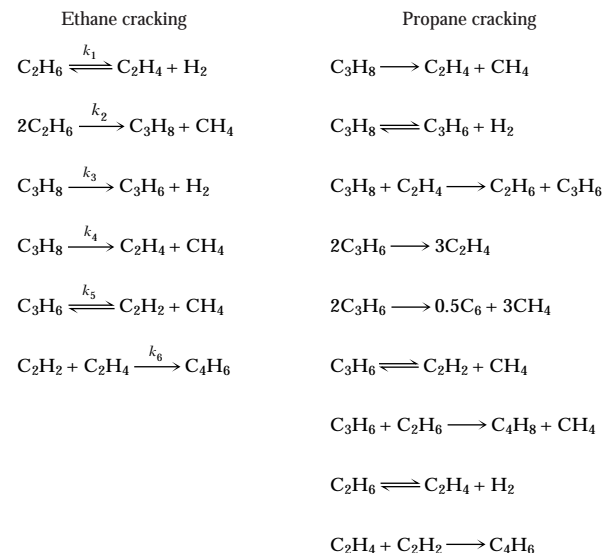 Ethane cracking
C₂H₆ ⇌ C₂H₄ + H₂ k₁
2C₂H₆ ⟶ C₃H₈ + CH₄ k₂
C₃H₈ ⟶ C₃H₆ + H₂ k₃
C₃H₈ ⟶ C₂H₄ + CH₄ k₄
C₃H₆ ⇌ C₂H₂ + CH₄ k₅
C₂H₂ + C₂H₄ ⟶ C₄H₆ k₆
Propane cracking
C₃H₈ ⟶ C₂H₄ + CH₄
C₃H₈ ⇌ C₃H₆ + H₂
C₃H₈ + C₂H₄ ⟶ C₂H₆ + C₃H₆
2C₃H₆ ⟶ 3C₂H₄
2C₃H₆ ⟶ 0.5C₆ + 3CH₄
C₃H₆ ⇌ C₂H₂ + CH₄
C₃H₆ + C₂H₆ ⟶ C₄H₈ + CH₄
C₂H₆ ⇌ C₂H₄ + H₂
C₂H₄ + C₂H₂ ⟶ C₄H₆